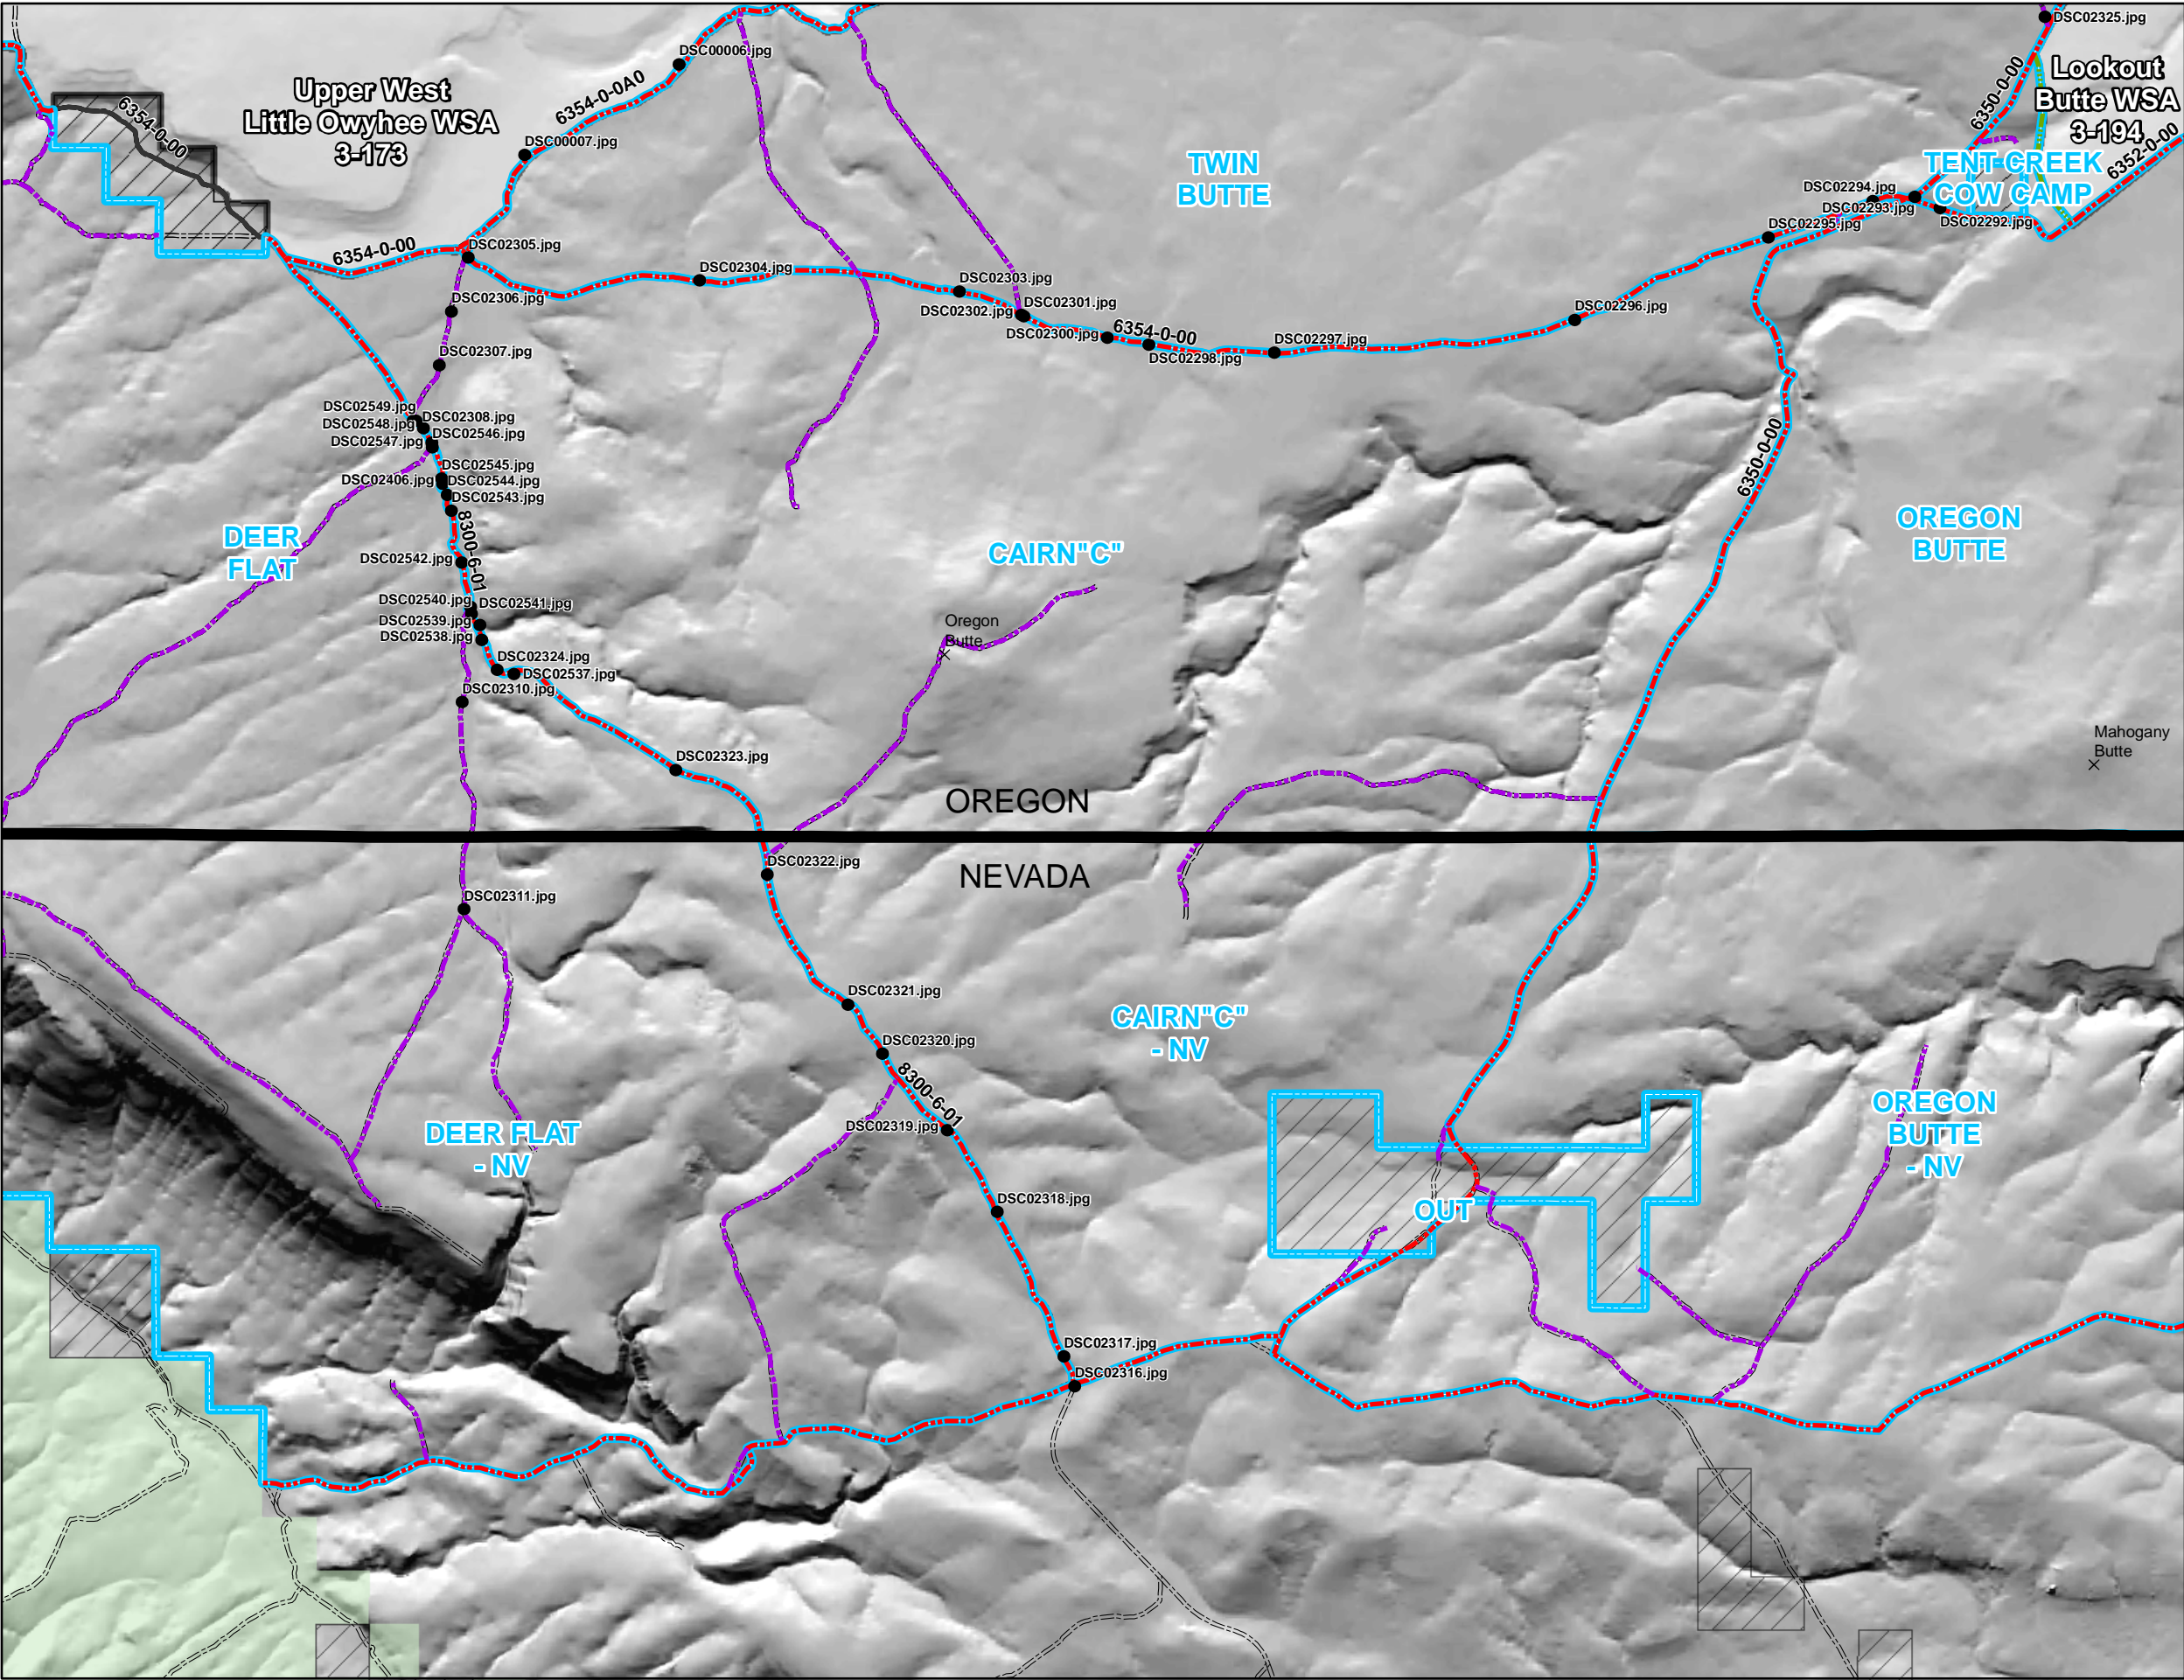 DSC02325.jpg
DSC00006.jpg
Upper West
Little Owyhee WSA
3-173
6354-0-00
6354-0-0A0
DSC00007.jpg
6350-0-00
Lookout
Butte WSA
3-194
6352-0-00
TWIN
BUTTE
TENT CREEK
COW CAMP
DSC02294.jpg
DSC02293.jpg
DSC02292.jpg
DSC02295.jpg
DSC02305.jpg
6354-0-00
DSC02304.jpg
DSC02303.jpg
DSC02306.jpg
DSC02301.jpg
DSC02302.jpg
DSC02296.jpg
DSC02300.jpg
6354-0-00
DSC02297.jpg
DSC02298.jpg
DSC02307.jpg
DSC02549.jpg
DSC02308.jpg
DSC02548.jpg
DSC02546.jpg
DSC02547.jpg
DSC02545.jpg
DSC02406.jpg
DSC02544.jpg
DSC02543.jpg
6350-0-00
8300-6-01
DEER
FLAT
OREGON
BUTTE
CAIRN"C"
DSC02542.jpg
DSC02540.jpg
DSC02541.jpg
DSC02539.jpg
DSC02538.jpg
Oregon
Butte
DSC02324.jpg
DSC02537.jpg
DSC02310.jpg
Mahogany
Butte
DSC02323.jpg
OREGON
DSC02322.jpg
NEVADA
DSC02311.jpg
DSC02321.jpg
CAIRN"C"
- NV
DSC02320.jpg
8300-6-01
DSC02319.jpg
DEER FLAT
- NV
OREGON
BUTTE
- NV
DSC02318.jpg
OUT
DSC02317.jpg
DSC02316.jpg